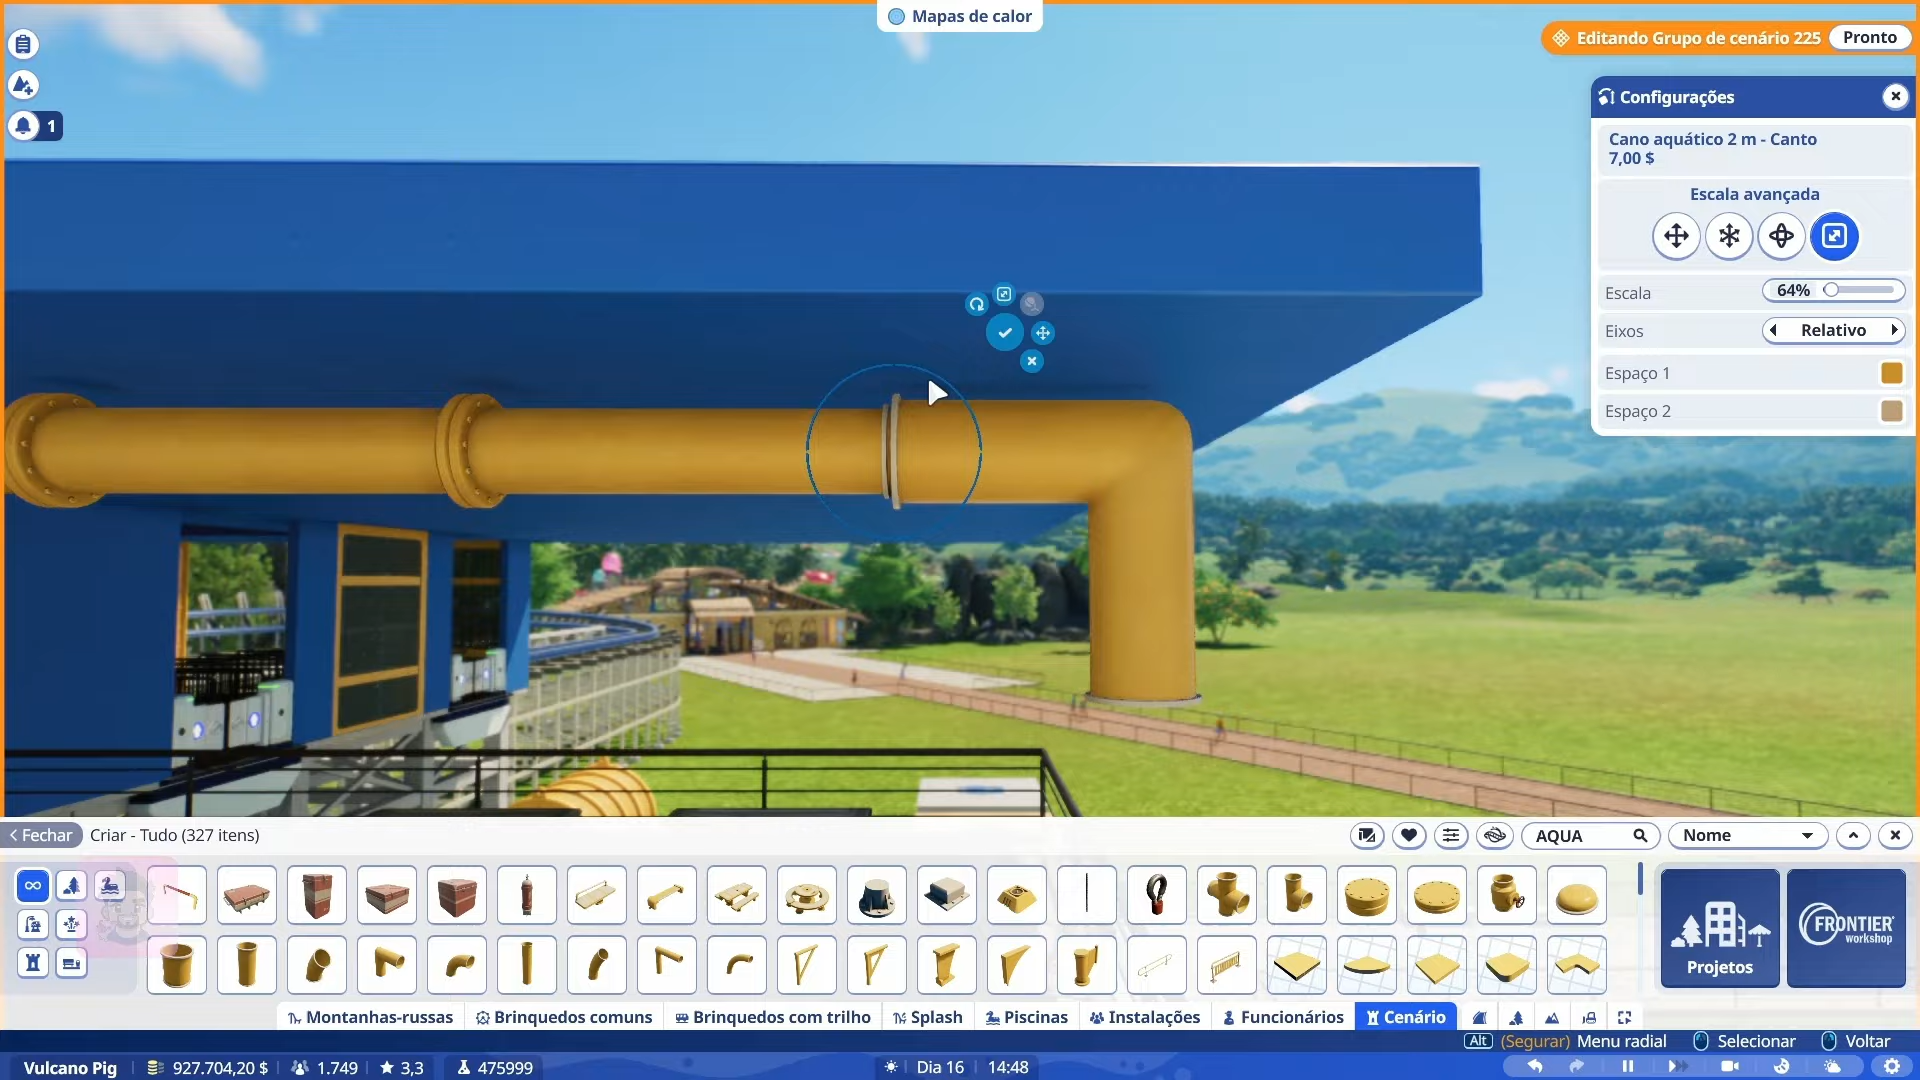 Mapas de calor
Editando Grupo de cenário 225
Pronto
1
Configurações
Cano aquático 2 m - Canto
7,00 $
Escala avançada
Escala
64%
Eixos
Relativo
Espaço 1
Espaço 2
Fechar
Criar - Tudo (327 itens)
AQUA
Nome
Projetos
FRONTIER
workshop
Montanhas-russas
Brinquedos comuns
Brinquedos com trilho
Splash
Piscinas
Instalações
Funcionários
Cenário
Alt (Segurar) Menu radial
Selecionar
Voltar
Vulcano Pig
927.704,20 $
1.749
3,3
475999
Dia 16
14:48